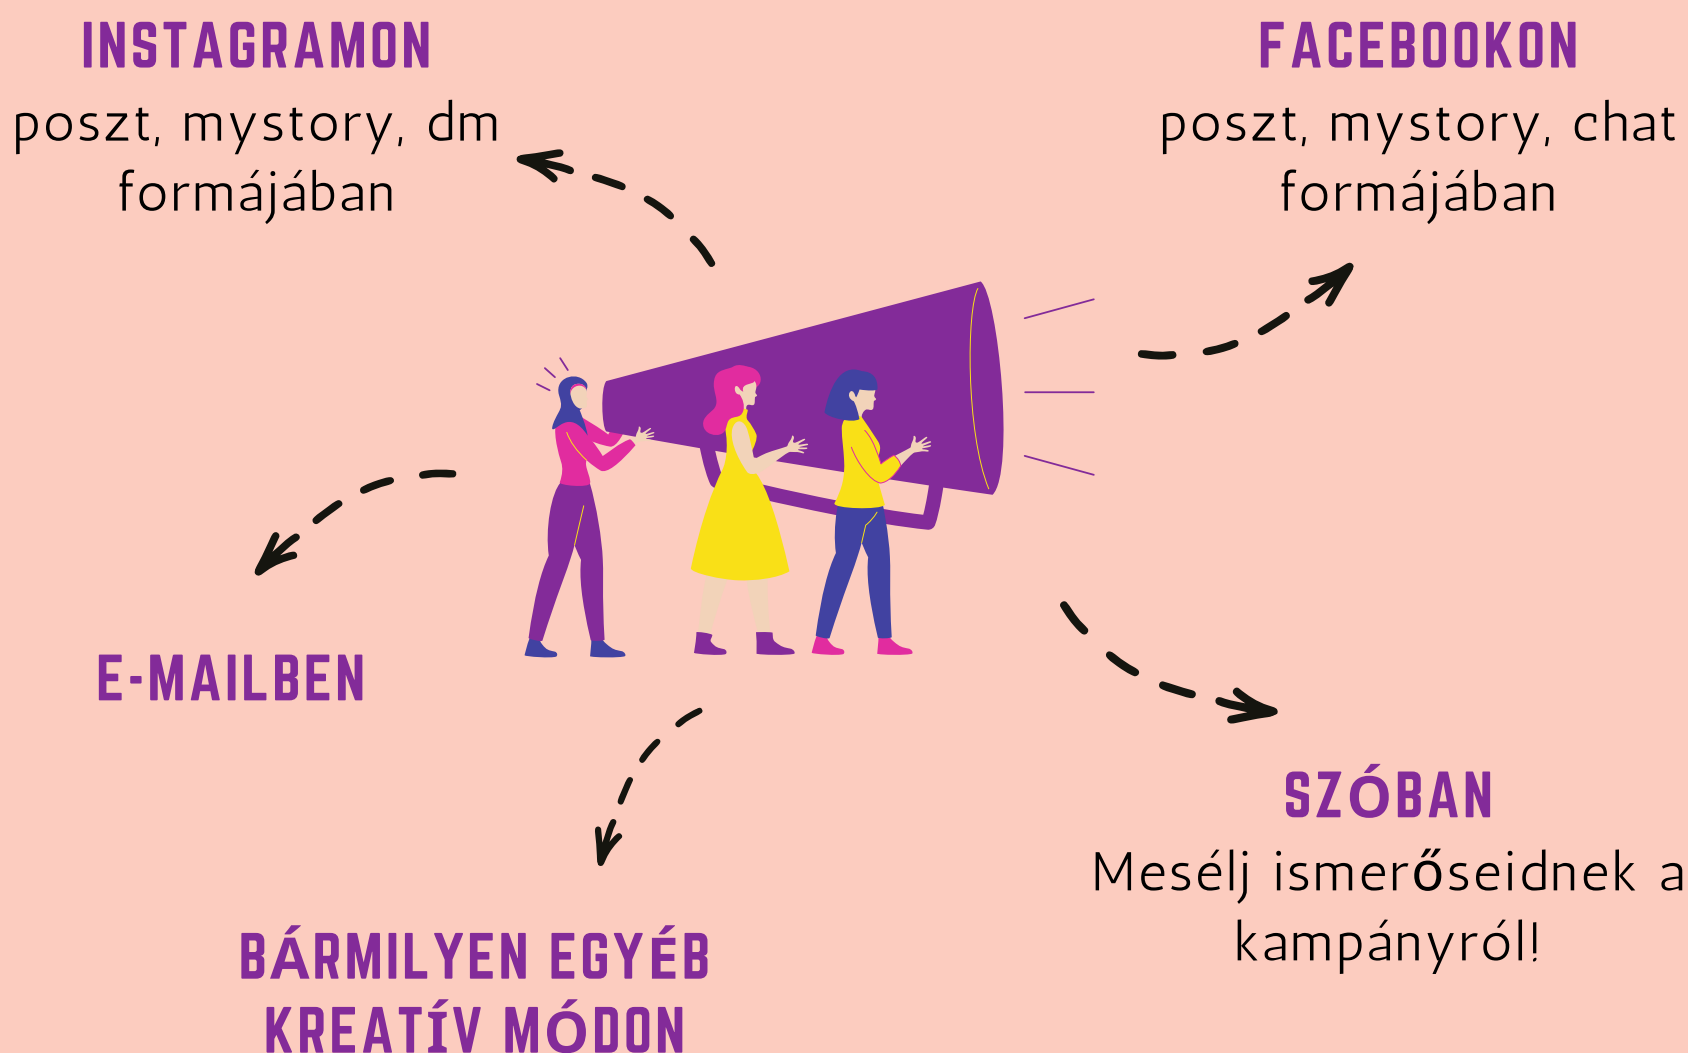 INSTAGRAMON
poszt, mystory, dm
formájában
FACEBOOKON
poszt, mystory, chat
formájában
E-MAILBEN
SZÓBAN
Mesélj ismerőseidnek a
kampányról!
BÁRMILYEN EGYÉB
KREATÍV MÓDON